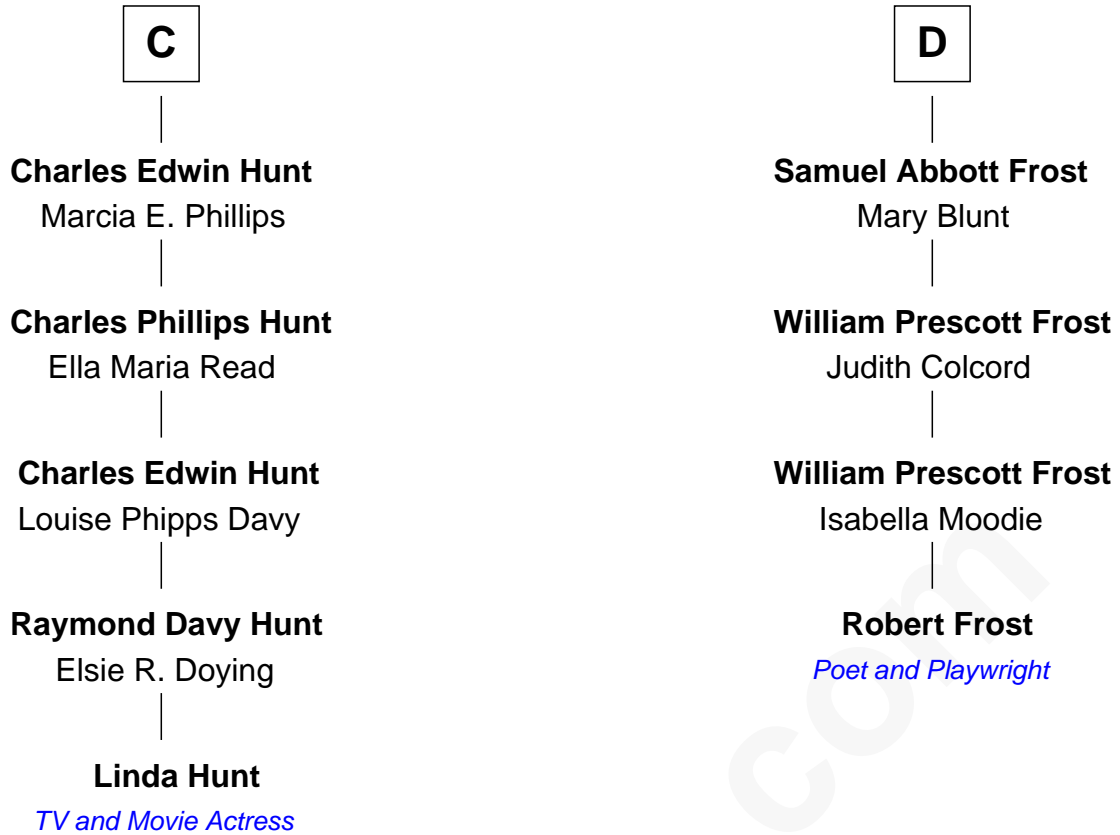 C
Charles Edwin Hunt
Marcia E. Phillips
Charles Phillips Hunt
Ella Maria Read
Charles Edwin Hunt
Louise Phipps Davy
Raymond Davy Hunt
Elsie R. Doying
Linda Hunt
TV and Movie Actress
D
Samuel Abbott Frost
Mary Blunt
William Prescott Frost
Judith Colcord
William Prescott Frost
Isabella Moodie
Robert Frost
Poet and Playwright
com